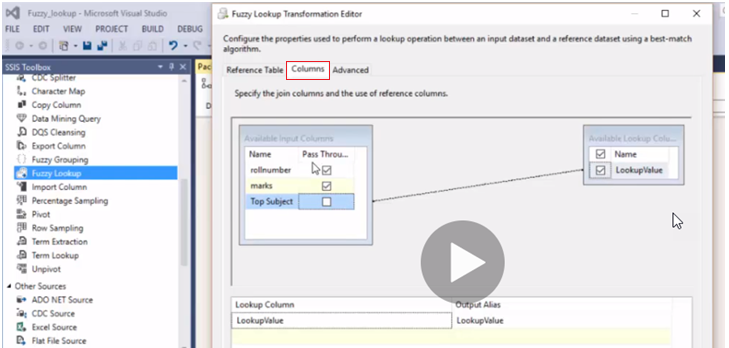 Fuzzy_lookup - Microsoft Visual Studio
FILE EDIT VIEW PROJECT BUILD DEBUG
SSIS Toolbox
CDC Splitter
Character Map
Copy Column
Data Mining Query
DQS Cleansing
Export Column
Fuzzy Grouping
Fuzzy Lookup
Import Column
Percentage Sampling
Pivot
Row Sampling
Term Extraction
Term Lookup
Unpivot
Other Sources
ADO NET Source
CDC Source
Excel Source
Flat File Source
Fuzzy Lookup Transformation Editor
Configure the properties used to perform a lookup operation between an input dataset and a reference dataset using a best-match
algorithm.
Reference Table Columns Advanced
Specify the join columns and the use of reference columns.
Available Input Columns
Name Pass Throu...
rollnumber
marks
Top Subject
Available Lookup Colu...
Name
LookupValue
Lookup Column Output Alias
LookupValue LookupValue